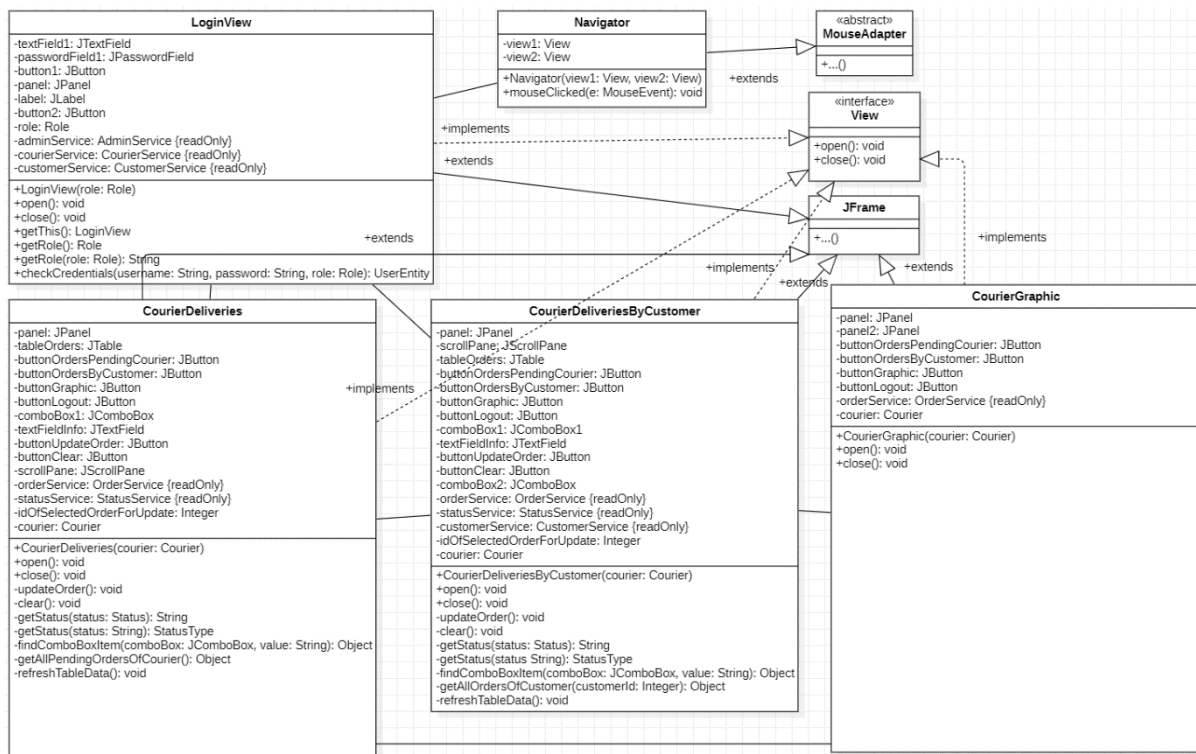 LoginView
-textField1: JTextField
-passwordField1: JPasswordField
-button1: JButton
-panel: JPanel
-label: JLabel
-button2: JButton
-role: Role
-adminService: AdminService {readOnly}
-courierService: CourierService {readOnly}
-customerService: CustomerService {readOnly}
+LoginView(role: Role)
+open(): void
+close(): void
+getThis(): LoginView
+getRole(): Role
+getRole(role: Role): String
+checkCredentials(username: String, password: String, role: Role): UserEntity
Navigator
-view1: View
-view2: View
+Navigator(view1: View, view2: View)
+mouseClicked(e: MouseEvent): void
«abstract»
MouseAdapter
+...()
+extends
«interface»
View
+open(): void
+close(): void
+implements
+extends
JFrame
+...()
+extends
+implements
+implements
+extends
+extends
+implements
CourierDeliveries
-panel: JPanel
-tableOrders: JTable
-buttonOrdersPendingCourier: JButton
-buttonOrdersByCustomer: JButton
-buttonGraphic: JButton
-buttonLogout: JButton
-comboBox1: JComboBox
-textFieldInfo: JTextField
-buttonUpdateOrder: JButton
-buttonClear: JButton
-scrollPane: JScrollPane
-orderService: OrderService {readOnly}
-statusService: StatusService {readOnly}
-idOfSelectedOrderForUpdate: Integer
-courier: Courier
+CourierDeliveries(courier: Courier)
+open(): void
+close(): void
-updateOrder(): void
-clear(): void
-getStatus(status: Status): String
-getStatus(status: String): StatusType
-findComboBoxItem(comboBox: JComboBox, value: String): Object
-getAllPendingOrdersOfCourier(): Object
-refreshTableData(): void
CourierDeliveriesByCustomer
-panel: JPanel
-scrollPane: JScrollPane
-tableOrders: JTable
-buttonOrdersPendingCourier: JButton
-buttonOrdersByCustomer: JButton
-buttonGraphic: JButton
-buttonLogout: JButton
-comboBox1: JComboBox1
-textFieldInfo: JTextField
-buttonUpdateOrder: JButton
-buttonClear: JButton
-comboBox2: JComboBox
-orderService: OrderService {readOnly}
-statusService: StatusService {readOnly}
-customerService: CustomerService {readOnly}
-idOfSelectedOrderForUpdate: Integer
-courier: Courier
+CourierDeliveriesByCustomer(courier: Courier)
+open(): void
+close(): void
-updateOrder(): void
-clear(): void
-getStatus(status: Status): String
-getStatus(status String): StatusType
-findComboBoxItem(comboBox: JComboBox, value: String): Object
-getAllOrdersOfCustomer(customerId: Integer): Object
-refreshTableData(): void
CourierGraphic
-panel: JPanel
-panel2: JPanel
-buttonOrdersPendingCourier: JButton
-buttonOrdersByCustomer: JButton
-buttonGraphic: JButton
-buttonLogout: JButton
-orderService: OrderService {readOnly}
-courier: Courier
+CourierGraphic(courier: Courier)
+open(): void
+close(): void